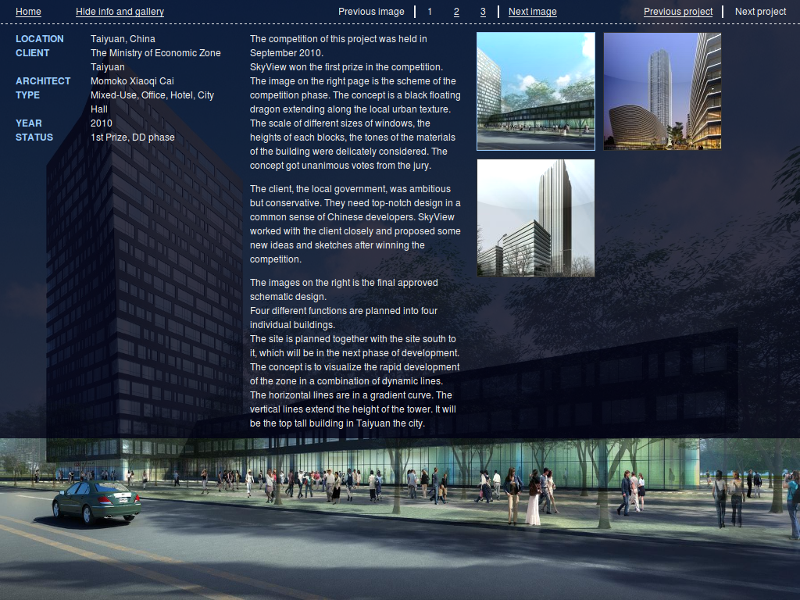 Home Hide info and gallery Previous image 1 2 3 Next image Previous project Next project
LOCATION Taiyuan, China
CLIENT The Ministry of Economic Zone
Taiyuan
ARCHITECT Momoko Xiaoqi Cai
TYPE Mixed-Use, Office, Hotel, City
Hall
YEAR 2010
STATUS 1st Prize, DD phase
The competition of this project was held in
September 2010.
SkyView won the first prize in the competition.
The image on the right page is the scheme of the
competition phase. The concept is a black floating
dragon extending along the local urban texture.
The scale of different sizes of windows, the
heights of each blocks, the tones of the materials
of the building were delicately considered. The
concept got unanimous votes from the jury.
The client, the local government, was ambitious
but conservative. They need top-notch design in a
common sense of Chinese developers. SkyView
worked with the client closely and proposed some
new ideas and sketches after winning the
competition.
The images on the right is the final approved
schematic design.
Four different functions are planned into four
individual buildings.
The site is planned together with the site south to
it, which will be in the next phase of development.
The concept is to visualize the rapid development
of the zone in a combination of dynamic lines.
The horizontal lines are in a gradient curve. The
vertical lines extend the height of the tower. It will
be the top tall building in Taiyuan the city.